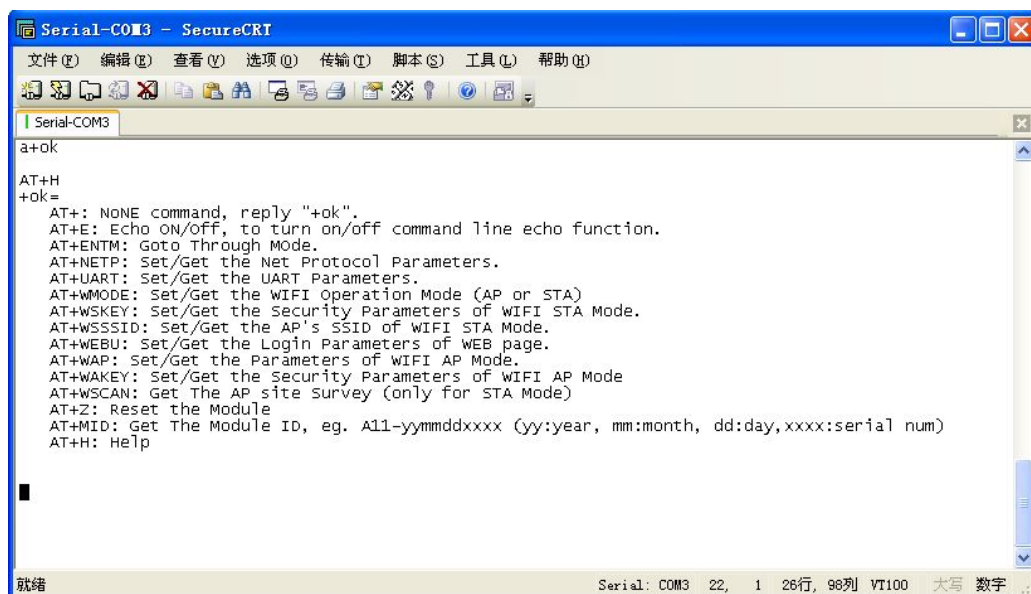 Serial-COM3 - SecureCRT
文件(F) 编辑(E) 查看(V) 选项(O) 传输(T) 脚本(S) 工具(L) 帮助(H)
Serial-COM3
a+ok
AT+H
+ok=
AT+: NONE command, reply "+ok".
AT+E: Echo ON/Off, to turn on/off command line echo function.
AT+ENTM: Goto Through MOde.
AT+NETP: Set/Get the Net Protocol Parameters.
AT+UART: Set/Get the UART Parameters.
AT+WMODE: Set/Get the WIFI Operation Mode (AP or STA)
AT+WSKEY: Set/Get the Security Parameters of WIFI STA Mode.
AT+WSSSID: Set/Get the AP's SSID of WIFI STA Mode.
AT+WEBU: Set/Get the Login Parameters of WEB page.
AT+WAP: Set/Get the Parameters of WIFI AP Mode.
AT+WAKEY: Set/Get the Security Parameters of WIFI AP Mode
AT+WSCAN: Get The AP site Survey (only for STA Mode)
AT+Z: Reset the Module
AT+MID: Get The Module ID, eg. A11-yymmddxxxx (yy:year, mm:month, dd:day,xxxx:serial num)
AT+H: Help
就绪 Serial: COM3 22, 1 26行, 98列 VT100 大写 数字